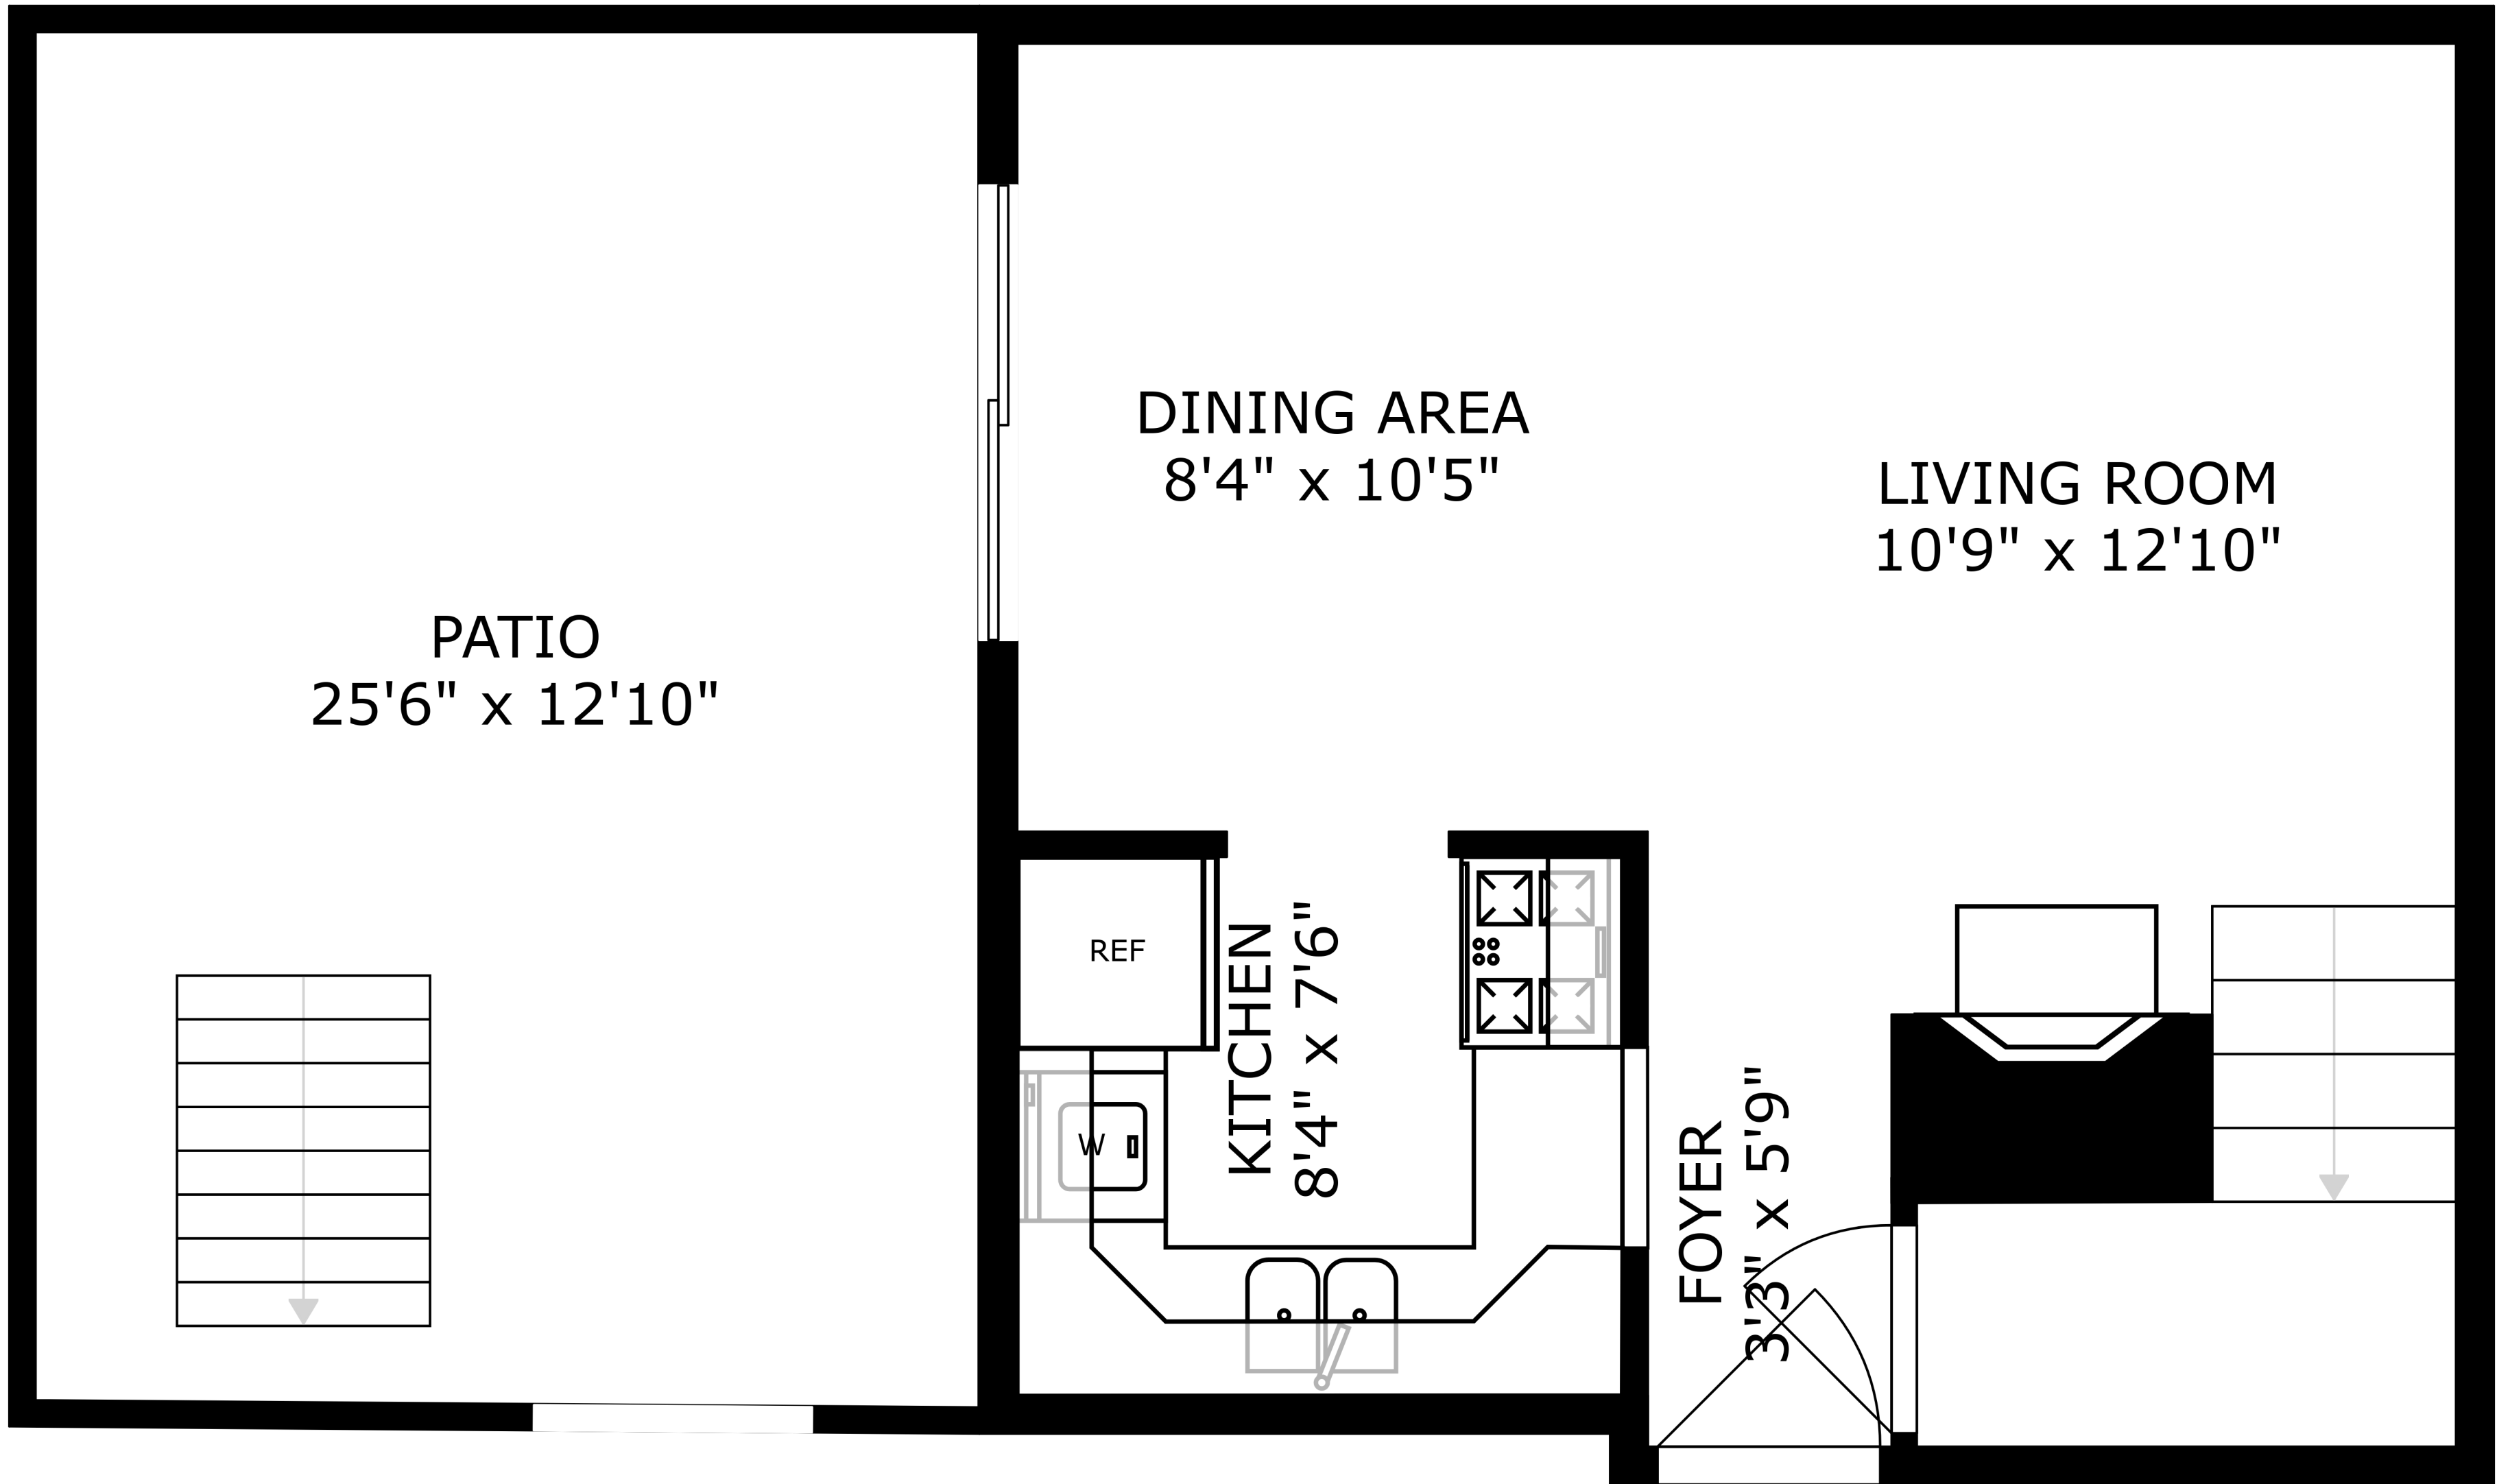 DINING AREA
8'4" x 10'5"
LIVING ROOM
10'9" x 12'10"
PATIO
25'6" x 12'10"
REF
KITCHEN
8'4" x 7'6"
W
FOYER
3'3" x 5'9"